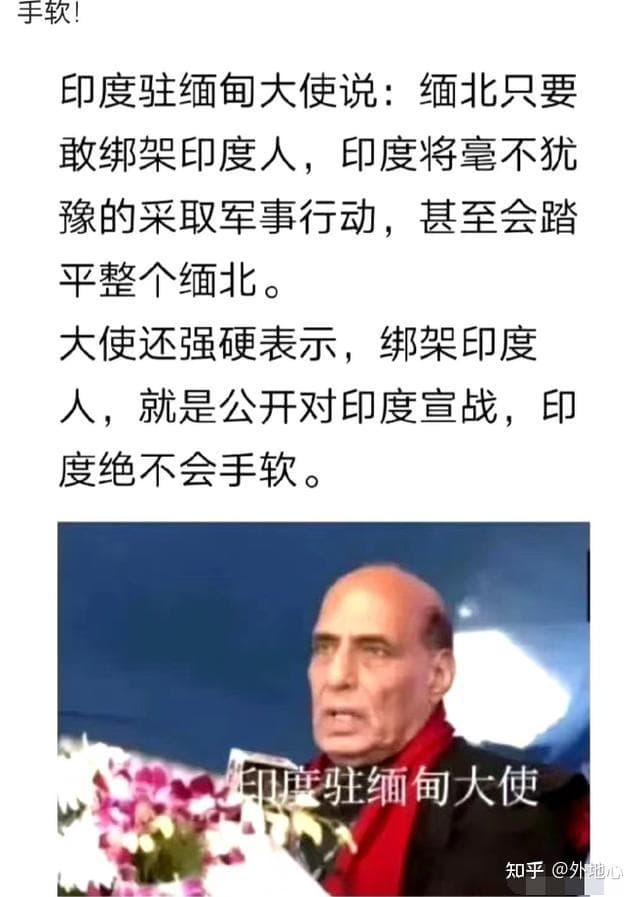 手软!
印度驻缅甸大使说：缅北只要
敢绑架印度人，印度将毫不犹
豫的采取军事行动，甚至会踏
平整个缅北。
大使还强硬表示，绑架印度
人，就是公开对印度宣战，印
度绝不会手软。
印度驻缅甸大使
知乎 @外地心